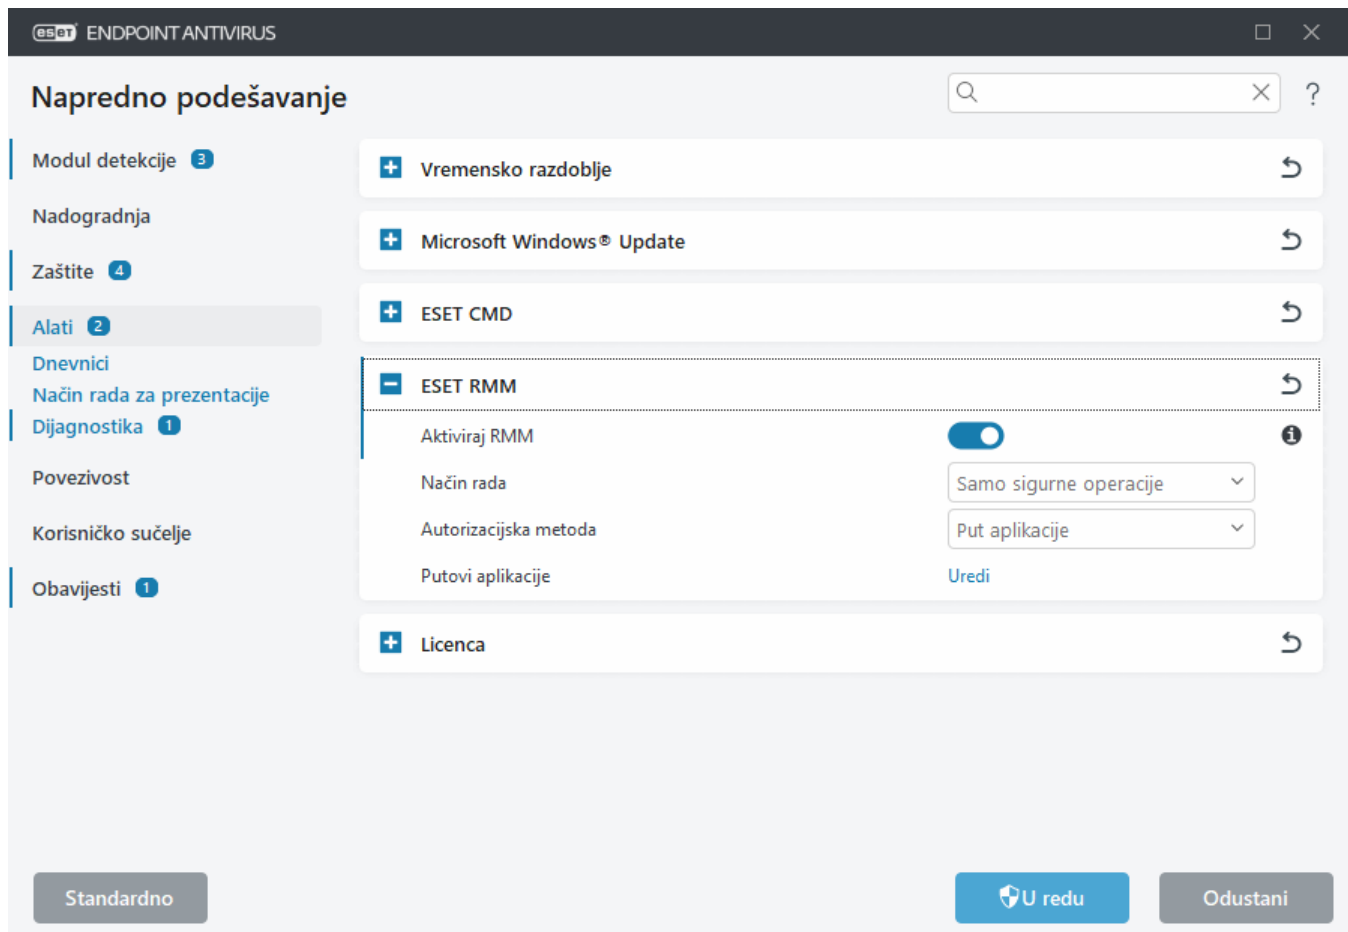 eset ENDPOINT ANTIVIRUS
Napredno podešavanje
?
Modul detekcije 3
Nadogradnja
Zaštite 4
Alati 2
Dnevnici
Način rada za prezentacije
Dijagnostika 1
Povezivost
Korisničko sučelje
Obavijesti 1
Vremensko razdoblje
Microsoft Windows® Update
ESET CMD
ESET RMM
Aktiviraj RMM
Način rada Samo sigurne operacije
Autorizacijska metoda Put aplikacije
Putovi aplikacije Uredi
Licenca
Standardno U redu Odustani